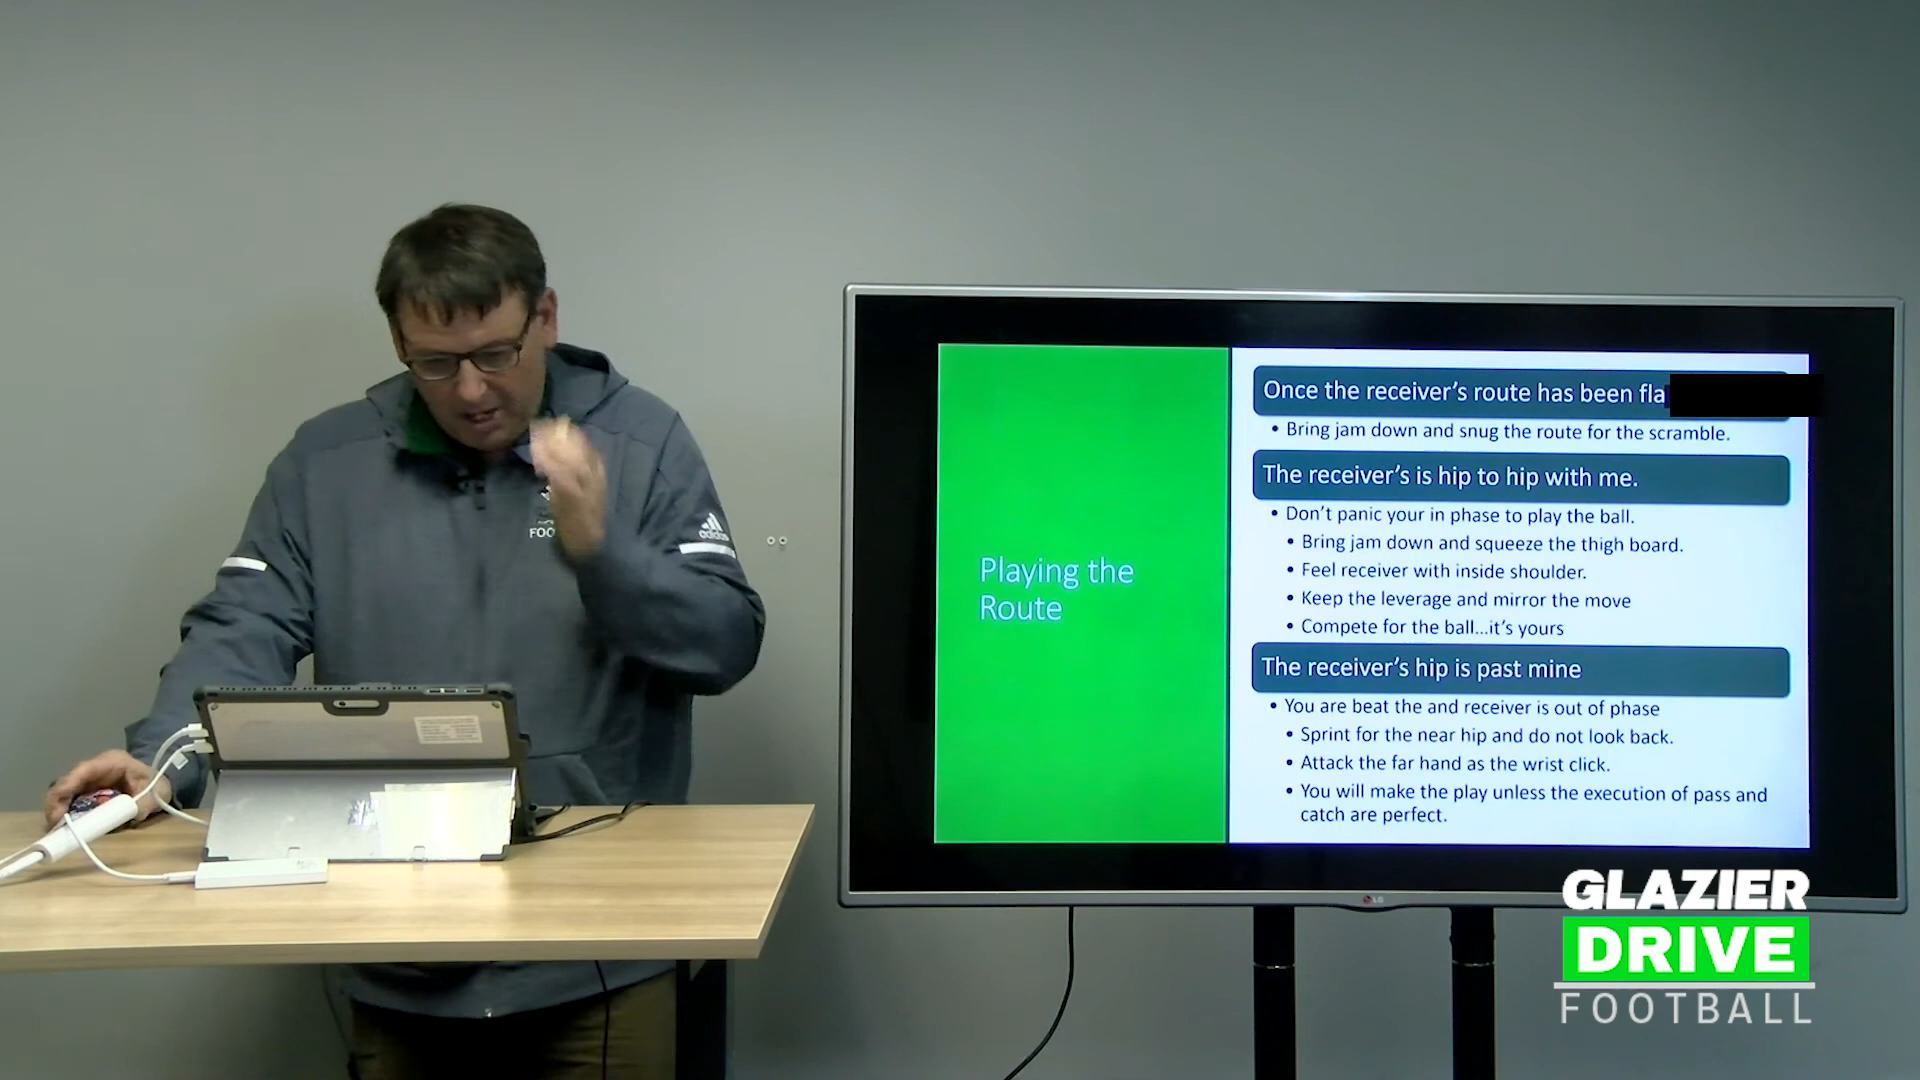 Once the receiver's route has been fla
• Bring jam down and snug the route for the scramble.
The receiver's is hip to hip with me.
• Don't panic your in phase to play the ball.
• Bring jam down and squeeze the thigh board.
• Feel receiver with inside shoulder.
• Keep the leverage and mirror the move
• Compete for the ball...it's yours
The receiver's hip is past mine
• You are beat the and receiver is out of phase
• Sprint for the near hip and do not look back.
• Attack the far hand as the wrist click.
• You will make the play unless the execution of pass and
catch are perfect.
Playing the
Route
adidas
FOO
LG
GLAZIER
DRIVE
FOOTBALL